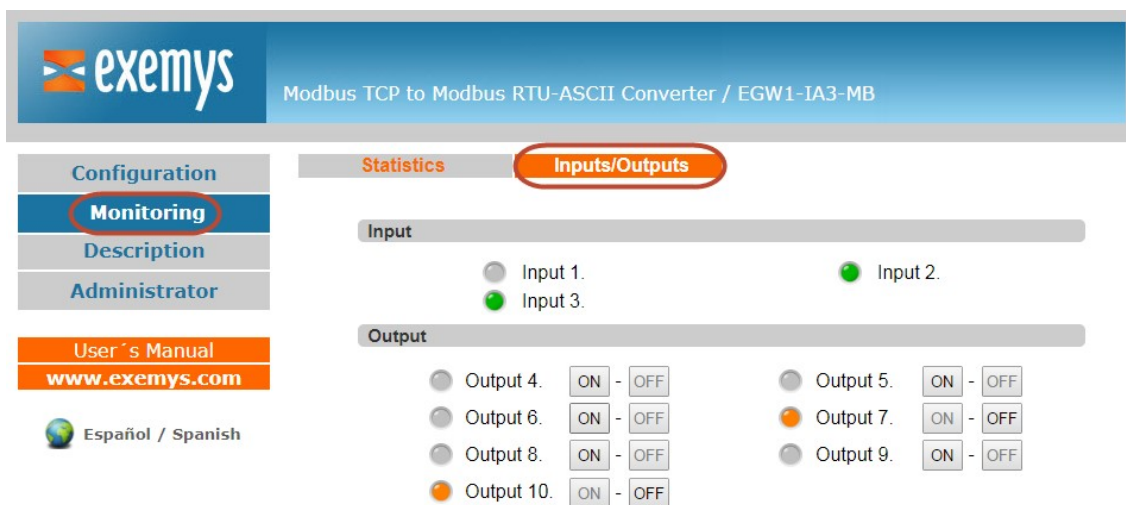 exemys
Modbus TCP to Modbus RTU-ASCII Converter / EGW1-IA3-MB
Configuration
Monitoring
Description
Administrator
User´s Manual
www.exemys.com
Español / Spanish
Statistics Inputs/Outputs
Input
Input 1. Input 2.
Input 3.
Output
Output 4. ON - OFF Output 5. ON - OFF
Output 6. ON - OFF Output 7. ON - OFF
Output 8. ON - OFF Output 9. ON - OFF
Output 10. ON - OFF